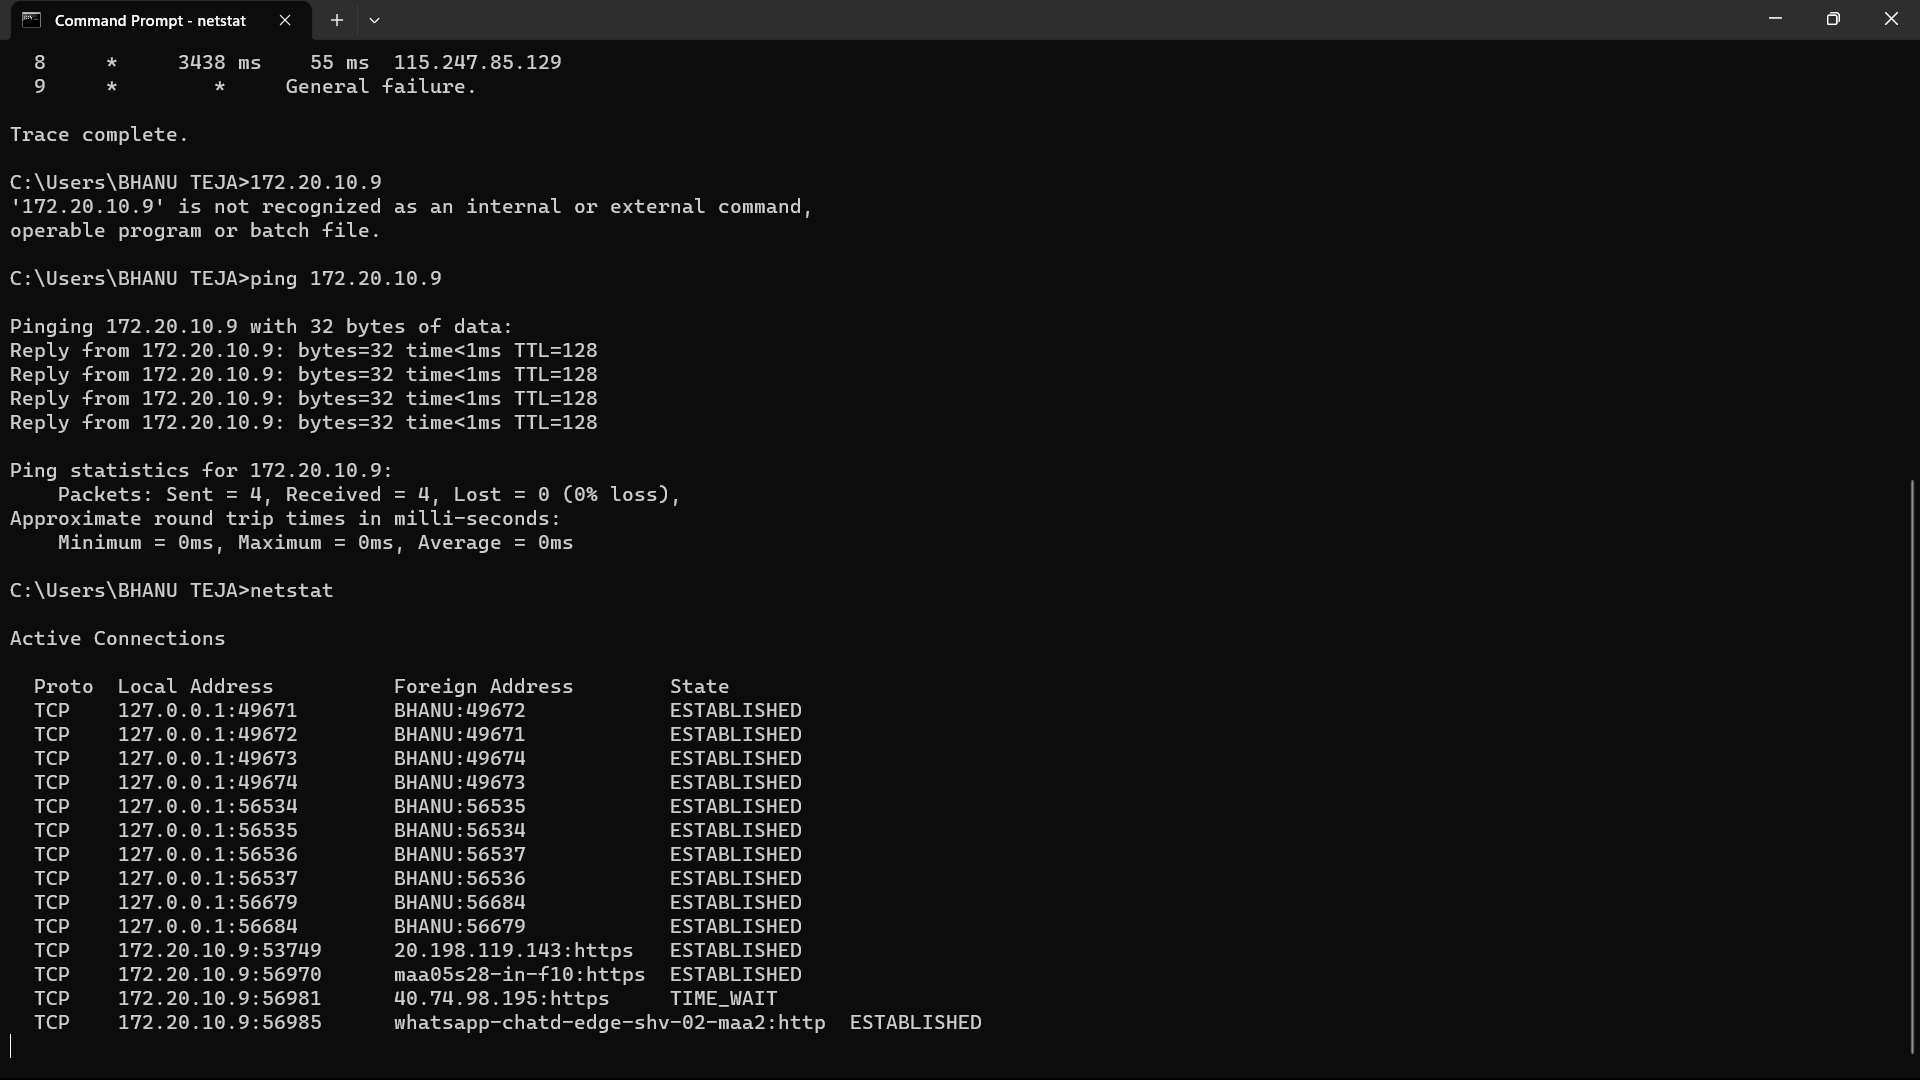 Command Prompt - netstat
8 * 3438 ms 55 ms 115.247.85.129
9 * * General failure.
Trace complete.
C:\Users\BHANU TEJA>172.20.10.9
'172.20.10.9' is not recognized as an internal or external command,
operable program or batch file.
C:\Users\BHANU TEJA>ping 172.20.10.9
Pinging 172.20.10.9 with 32 bytes of data:
Reply from 172.20.10.9: bytes=32 time<1ms TTL=128
Reply from 172.20.10.9: bytes=32 time<1ms TTL=128
Reply from 172.20.10.9: bytes=32 time<1ms TTL=128
Reply from 172.20.10.9: bytes=32 time<1ms TTL=128
Ping statistics for 172.20.10.9:
Packets: Sent = 4, Received = 4, Lost = 0 (0% loss),
Approximate round trip times in milli-seconds:
Minimum = 0ms, Maximum = 0ms, Average = 0ms
C:\Users\BHANU TEJA>netstat
Active Connections
Proto Local Address Foreign Address State
TCP 127.0.0.1:49671 BHANU:49672 ESTABLISHED
TCP 127.0.0.1:49672 BHANU:49671 ESTABLISHED
TCP 127.0.0.1:49673 BHANU:49674 ESTABLISHED
TCP 127.0.0.1:49674 BHANU:49673 ESTABLISHED
TCP 127.0.0.1:56534 BHANU:56535 ESTABLISHED
TCP 127.0.0.1:56535 BHANU:56534 ESTABLISHED
TCP 127.0.0.1:56536 BHANU:56537 ESTABLISHED
TCP 127.0.0.1:56537 BHANU:56536 ESTABLISHED
TCP 127.0.0.1:56679 BHANU:56684 ESTABLISHED
TCP 127.0.0.1:56684 BHANU:56679 ESTABLISHED
TCP 172.20.10.9:53749 20.198.119.143:https ESTABLISHED
TCP 172.20.10.9:56970 maa05s28-in-f10:https ESTABLISHED
TCP 172.20.10.9:56981 40.74.98.195:https TIME_WAIT
TCP 172.20.10.9:56985 whatsapp-chatd-edge-shv-02-maa2:http ESTABLISHED